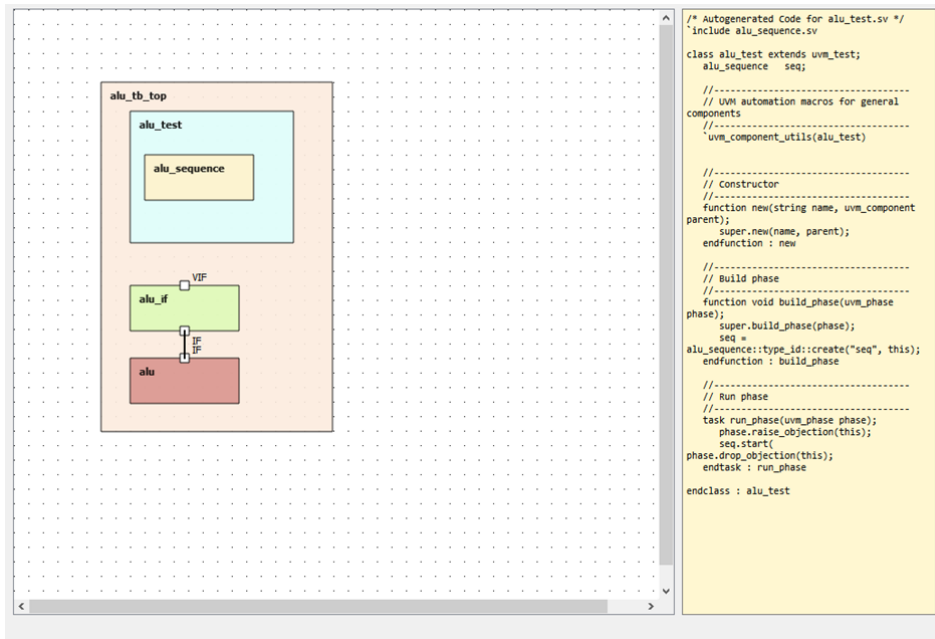 alu_tb_top
alu_test
alu_sequence
VIF
alu_if
IF
IF
alu
/* Autogenerated Code for alu_test.sv */
`include alu_sequence.sv
class alu_test extends uvm_test;
alu_sequence seq;
//------------------------------------
// UVM automation macros for general
components
//------------------------------------
`uvm_component_utils(alu_test)
//------------------------------------
// Constructor
//------------------------------------
function new(string name, uvm_component
parent);
super.new(name, parent);
endfunction : new
//------------------------------------
// Build phase
//------------------------------------
function void build_phase(uvm_phase
phase);
super.build_phase(phase);
seq =
alu_sequence::type_id::create("seq", this);
endfunction : build_phase
//------------------------------------
// Run phase
//------------------------------------
task run_phase(uvm_phase phase);
phase.raise_objection(this);
seq.start(
phase.drop_objection(this);
endtask : run_phase
endclass : alu_test